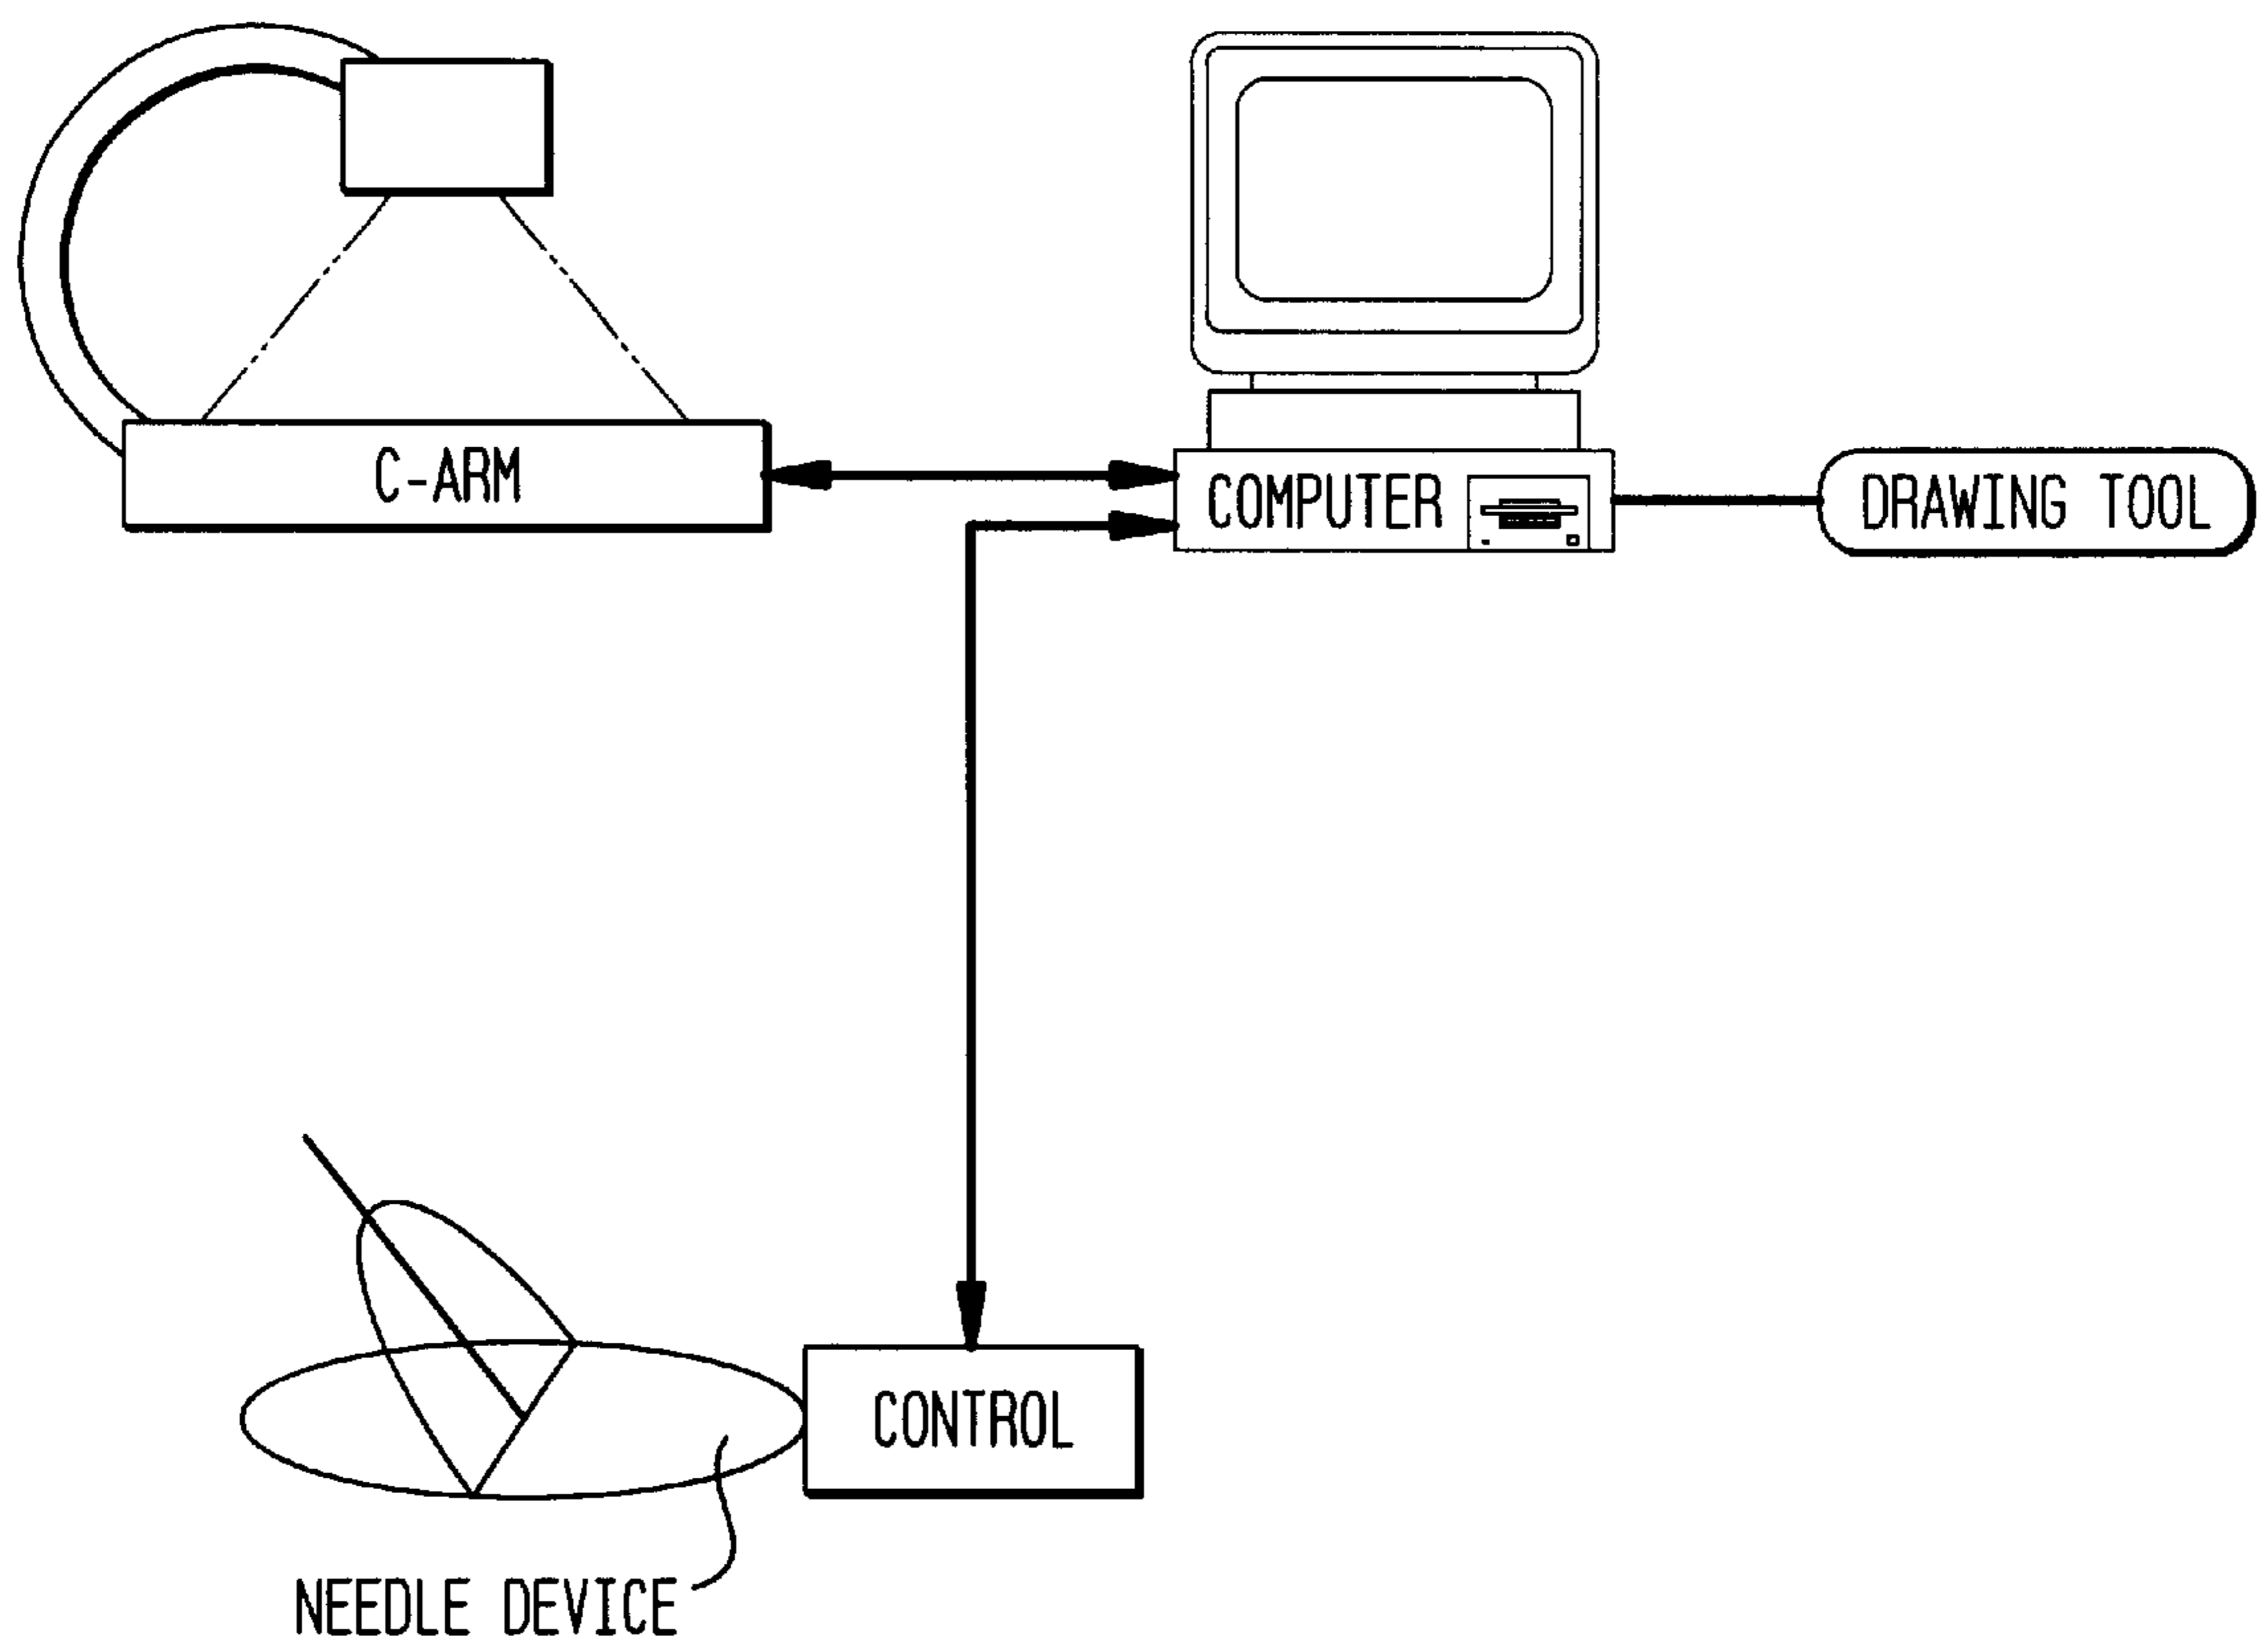 C-ARM
COMPUTER
DRAWING TOOL
CONTROL
NEEDLE DEVICE